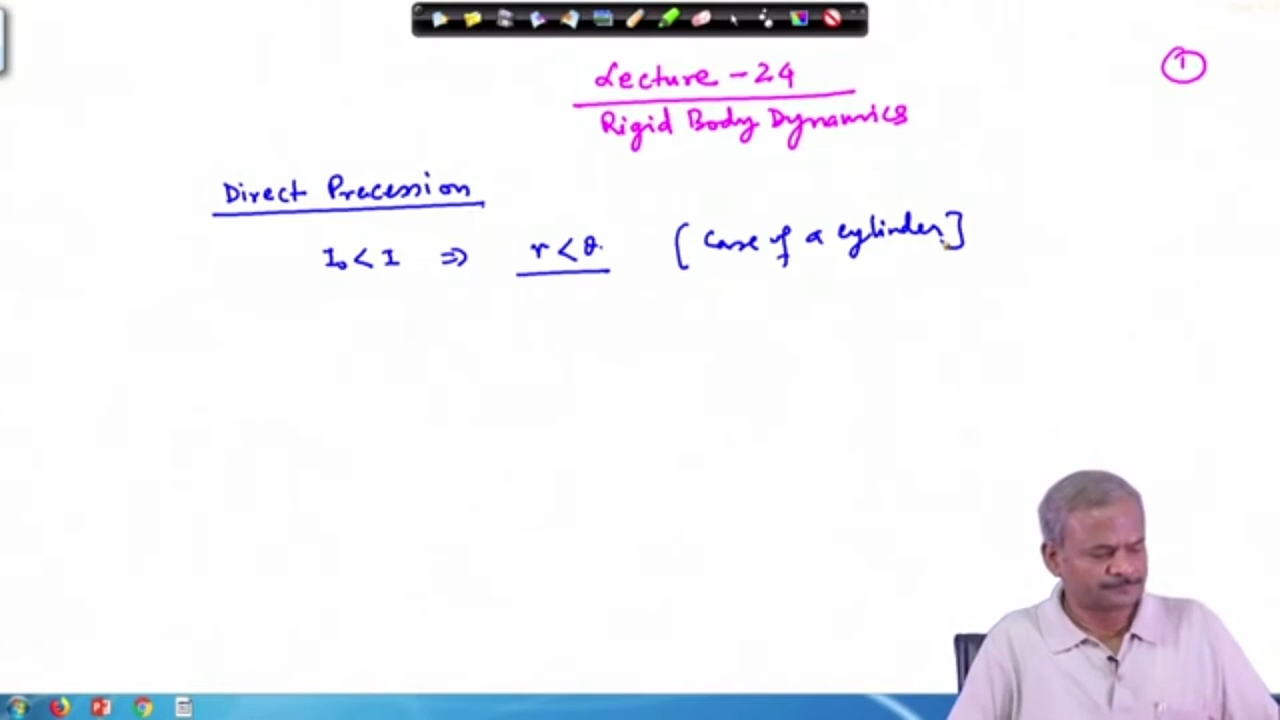 Lecture - 24
①
Rigid Body Dynamics
Direct Precession
I₀ < I ⇒ r < θ. [Case of a cylinder]